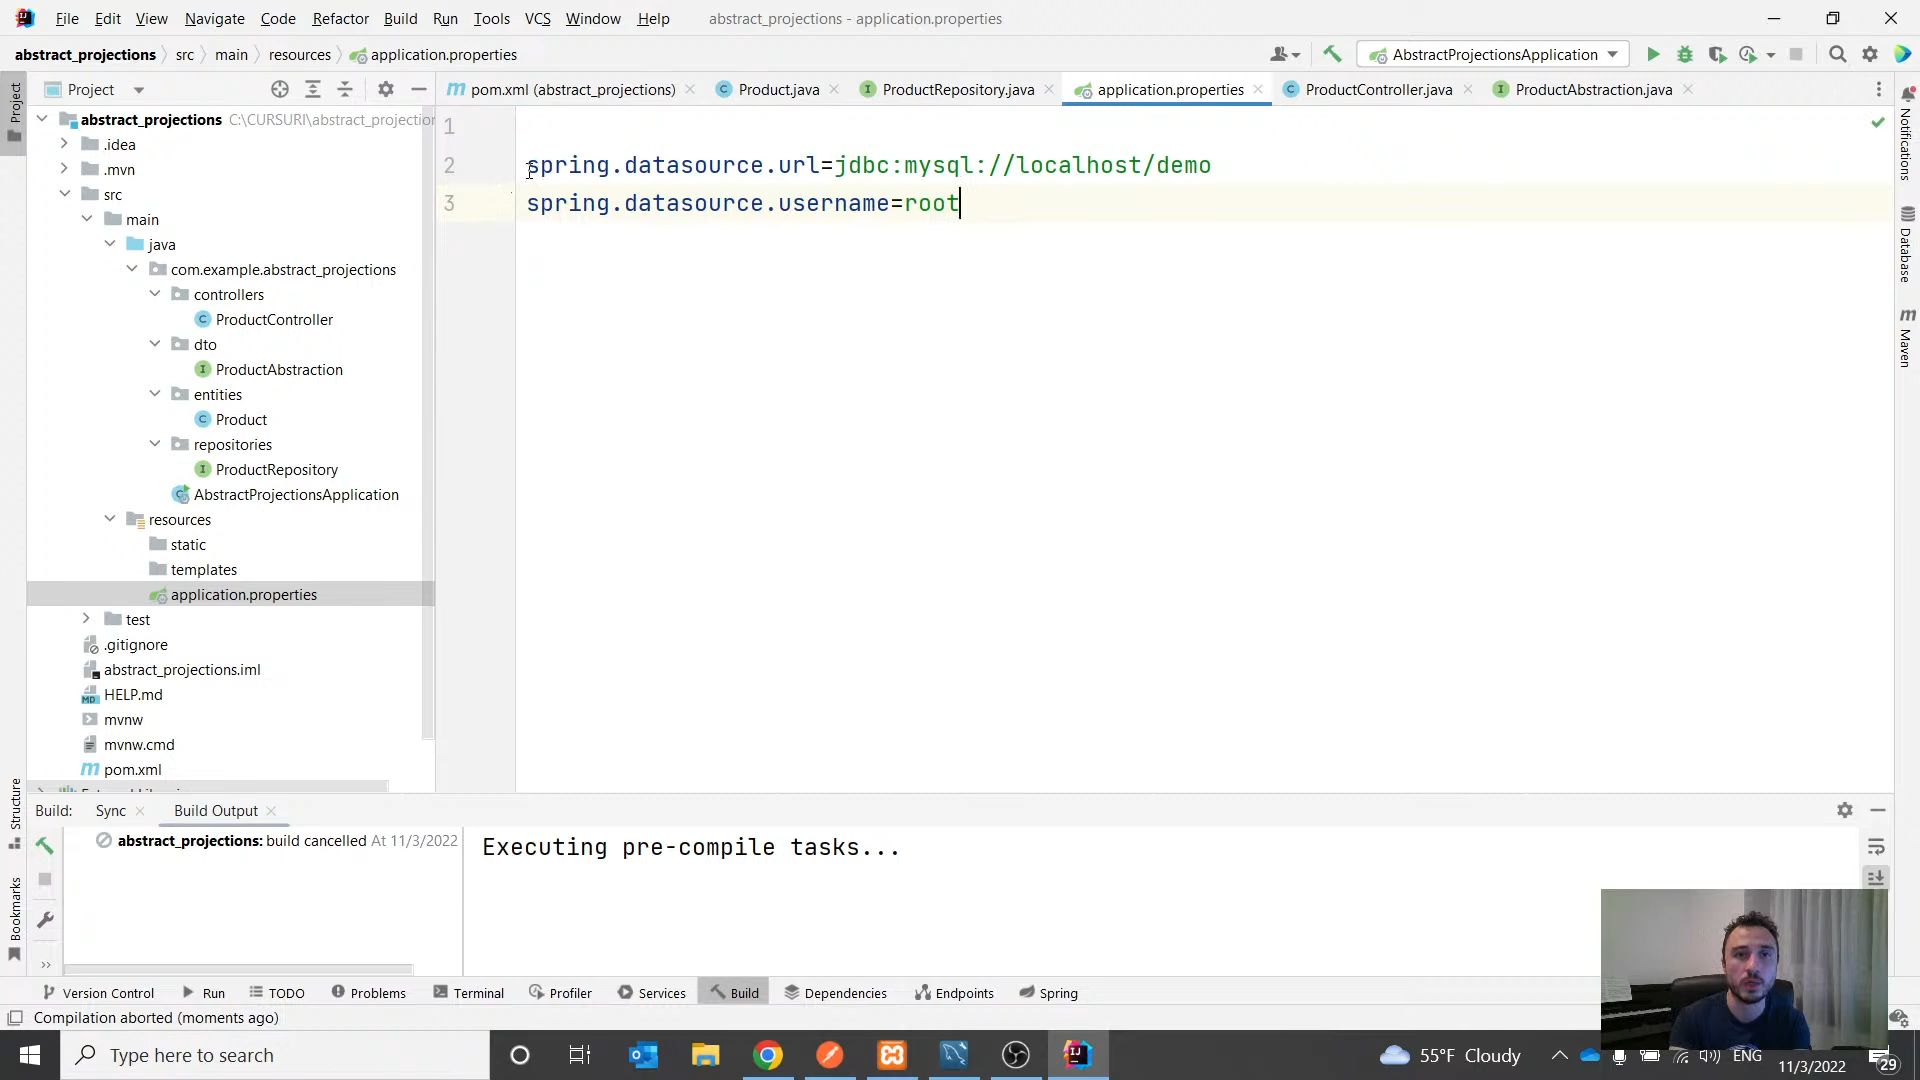 File Edit View Navigate Code Refactor Build Run Tools VCS Window Help abstract_projections - application.properties
abstract_projections src main resources application.properties AbstractProjectionsApplication
Project
Project
pom.xml (abstract_projections) Product.java ProductRepository.java application.properties ProductController.java ProductAbstraction.java
Notifications
Database
Maven
abstract_projections C:\CURSURI\abstract_projection
.idea
.mvn
src
main
java
com.example.abstract_projections
controllers
ProductController
dto
ProductAbstraction
entities
Product
repositories
ProductRepository
AbstractProjectionsApplication
resources
static
templates
application.properties
test
.gitignore
abstract_projections.iml
HELP.md
mvnw
mvnw.cmd
pom.xml
1
2 spring.datasource.url=jdbc:mysql://localhost/demo
3 spring.datasource.username=root
Structure
Bookmarks
Build: Sync Build Output
abstract_projections: build cancelled At 11/3/2022
Executing pre-compile tasks...
Version Control Run TODO Problems Terminal Profiler Services Build Dependencies Endpoints Spring
Compilation aborted (moments ago)
Type here to search
55°F Cloudy
ENG
11/3/2022
29